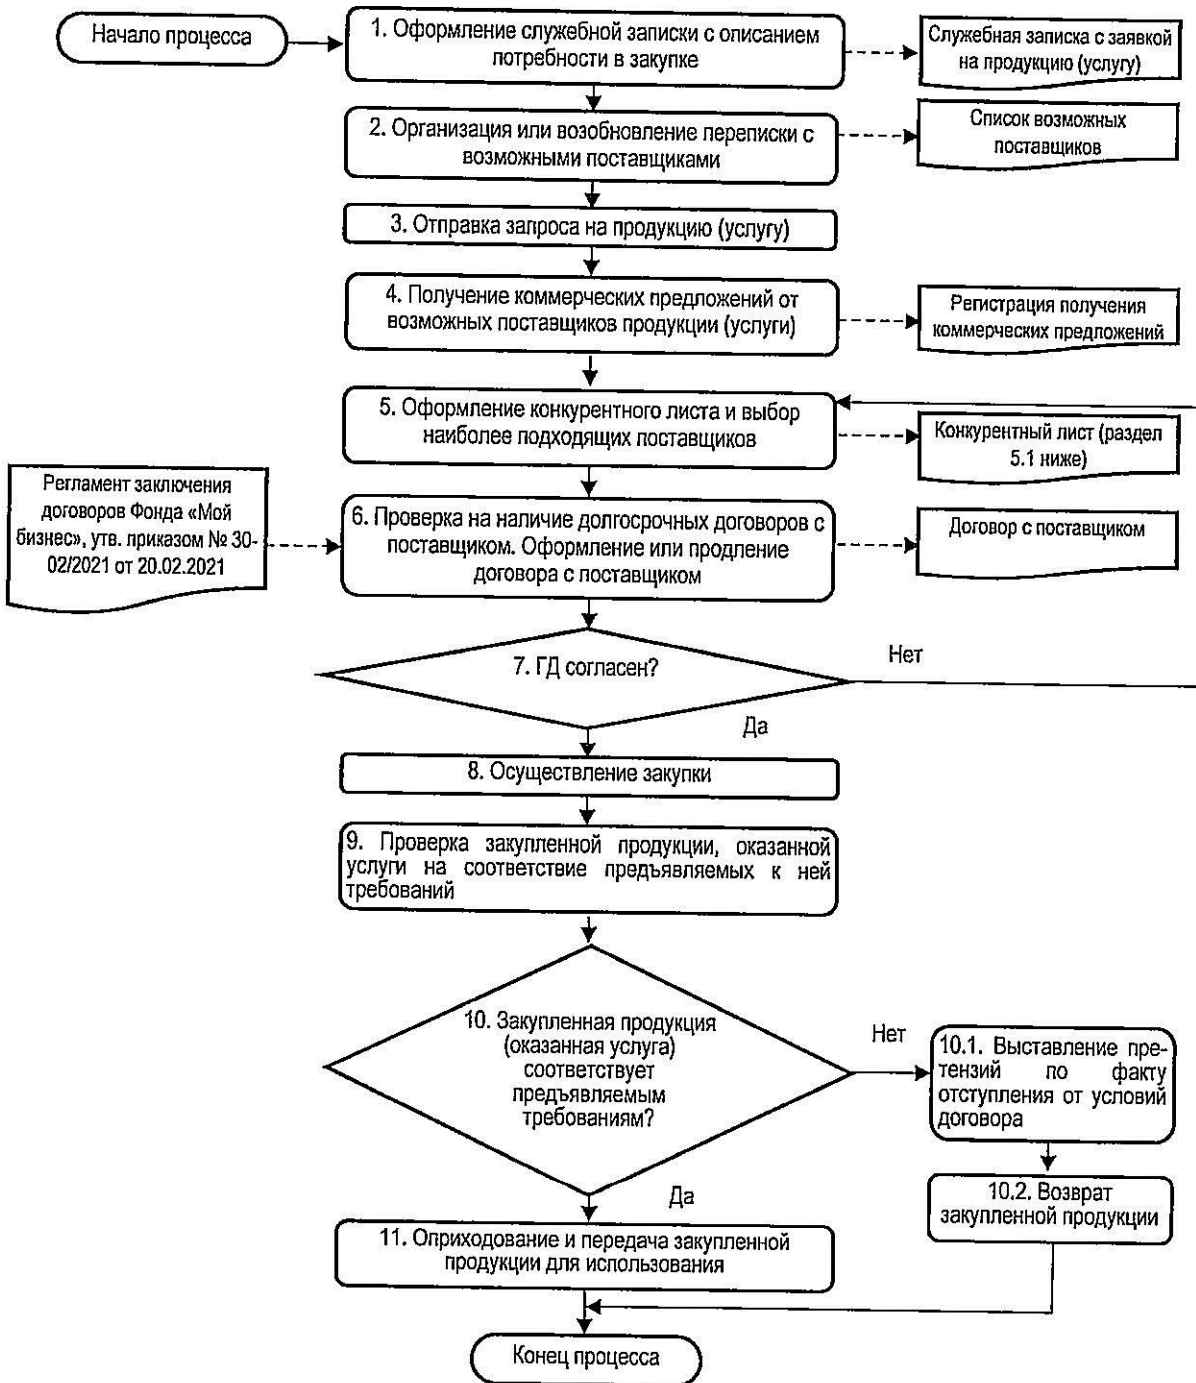 Начало процесса
1. Оформление служебной записки с описанием
потребности в закупке
Служебная записка с заявкой
на продукцию (услугу)
2. Организация или возобновление переписки с
возможными поставщиками
Список возможных
поставщиков
3. Отправка запроса на продукцию (услугу)
4. Получение коммерческих предложений от
возможных поставщиков продукции (услуги)
Регистрация получения
коммерческих предложений
5. Оформление конкурентного листа и выбор
наиболее подходящих поставщиков
Конкурентный лист (раздел
5.1 ниже)
Регламент заключения
договоров Фонда «Мой
бизнес», утв. приказом № 30-
02/2021 от 20.02.2021
6. Проверка на наличие долгосрочных договоров с
поставщиком. Оформление или продление
договора с поставщиком
Договор с поставщиком
7. ГД согласен?
Нет
Да
8. Осуществление закупки
9. Проверка закупленной продукции, оказанной
услуги на соответствие предъявляемых к ней
требований
10. Закупленная продукция
(оказанная услуга)
соответствует
предъявляемым
требованиям?
Нет
10.1. Выставление пре-
тензий по факту
отступления от условий
договора
Да
10.2. Возврат
закупленной продукции
11. Оприходование и передача закупленной
продукции для использования
Конец процесса